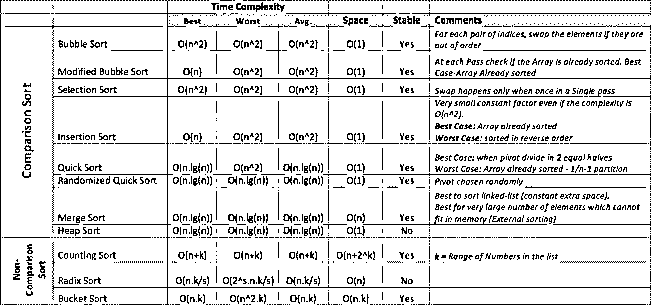 Time Complexity
Best Worst Avg. Space Stable Comments
Comparison Sort
Bubble Sort O(n^2) O(n^2) O(n^2) O(1) Yes For each pair of indices, swap the elements if they are out of order
Modified Bubble Sort O(n) O(n^2) O(n^2) O(1) Yes At each Pass check if the Array is already sorted. Best Case-Array Already sorted
Selection Sort O(n^2) O(n^2) O(n^2) O(1) Yes Swap happens only when once in a Single pass
Insertion Sort O(n) O(n^2) O(n^2) O(1) Yes Very small constant factor even if the complexity is O(n^2).
Best Case: Array already sorted
Worst Case: sorted in reverse order
Quick Sort O(n.lg(n)) O(n^2) O(n.lg(n)) O(1) Yes Best Case: when pivot divide in 2 equal halves
Worst Case: Array already sorted - 1/n-1 partition
Randomized Quick Sort O(n.lg(n)) O(n.lg(n)) O(n.lg(n)) O(1) Yes Pivot chosen randomly
Merge Sort O(n.lg(n)) O(n.lg(n)) O(n.lg(n)) O(n) Yes Best to sort linked-list (constant extra space).
Best for very large number of elements which cannot fit in memory (External sorting)
Heap Sort O(n.lg(n)) O(n.lg(n)) O(n.lg(n)) O(1) No
Non-Comparison Sort
Counting Sort O(n+k) O(n+k) O(n+k) O(n+2^k) Yes k = Range of Numbers in the list
Radix Sort O(n.k/s) O(2^s.n.k/s) O(n.k/s) O(n) No
Bucket Sort O(n.k) O(n^2.k) O(n.k) O(n.k) Yes